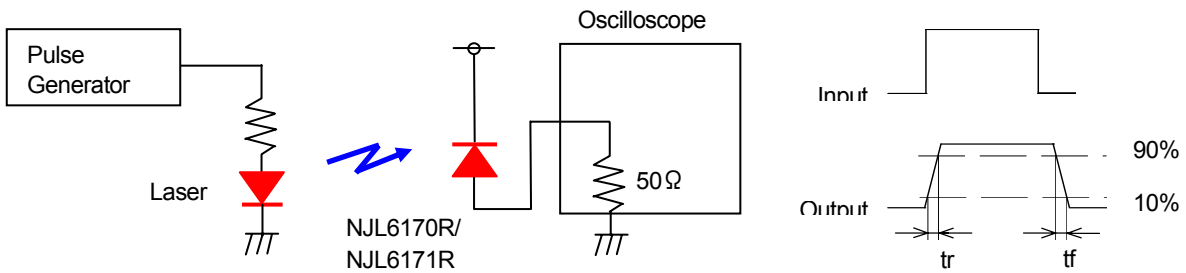 Oscilloscope
Pulse
Generator
Input
90%
50Ω
Laser
Output
10%
NJL6170R/
NJL6171R
tr
tf